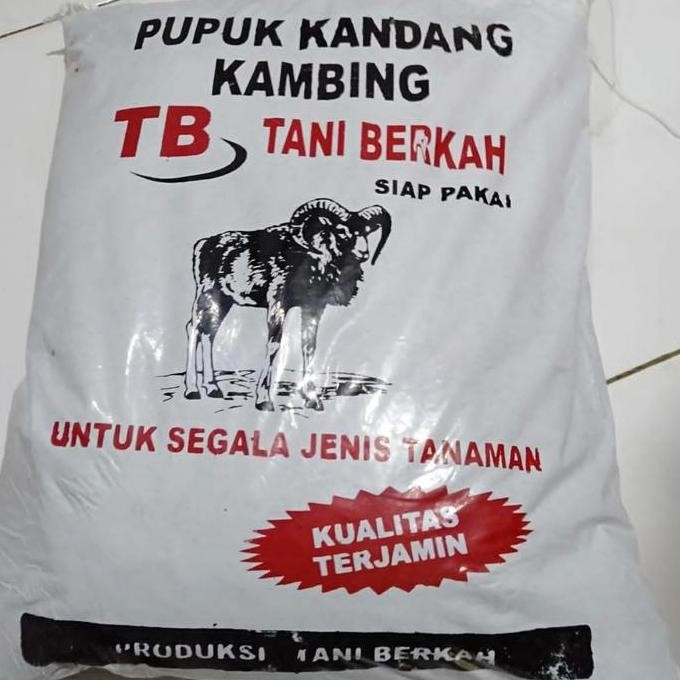 PUPUK KANDANG
KAMBING
TB TANI BERKAH
SIAP PAKAI
UNTUK SEGALA JENIS TANAMAN
KUALITAS
TERJAMIN
PRODUKSI TANI BERKAH